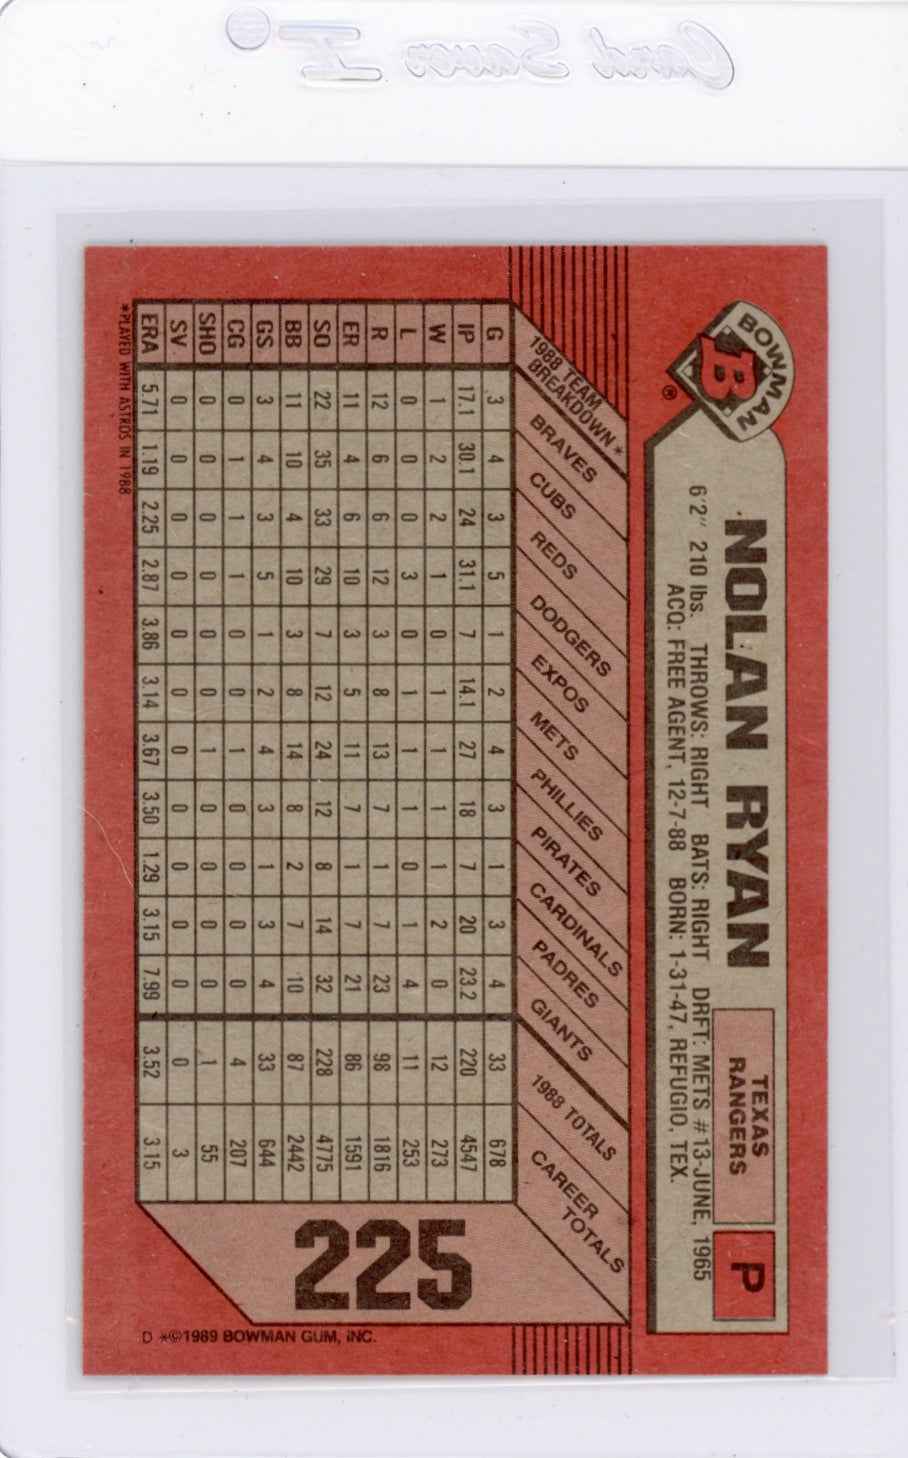 Card Saver I
BOWMAN
B
®
NOLAN RYAN
TEXAS
RANGERS
P
6'2" 210 lbs. THROWS: RIGHT BATS: RIGHT DRFT: METS #13-JUNE, 1965
ACQ: FREE AGENT, 12-7-88 BORN: 1-31-47, REFUGIO, TEX.
1988 TEAM
BREAKDOWN*
BRAVES
CUBS
REDS
DODGERS
EXPOS
METS
PHILLIES
PIRATES
CARDINALS
PADRES
GIANTS
1988 TOTALS
CAREER
TOTALS
G 3 4 3 5 1 2 4 3 1 3 4 33 678
IP 17.1 30.1 24 31.1 7 14.1 27 18 7 20 23.2 220 4547
W 1 2 2 1 0 1 1 1 1 2 0 12 273
L 0 0 0 3 0 1 1 1 0 1 4 11 253
R 12 6 6 12 3 8 13 7 1 7 23 98 1816
ER 11 4 6 10 3 5 11 7 1 7 21 86 1591
SO 22 35 33 29 7 12 24 12 8 14 32 228 4775
BB 11 10 4 10 3 8 14 8 2 7 10 87 2442
GS 3 4 3 5 1 2 4 3 1 3 4 33 644
CG 0 1 1 1 0 0 1 0 0 0 0 4 207
SHO 0 0 0 0 0 0 1 0 0 0 0 1 55
SV 0 0 0 0 0 0 0 0 0 0 0 0 3
ERA 5.71 1.19 2.25 2.87 3.86 3.14 3.67 3.50 1.29 3.15 7.99 3.52 3.15
*PLAYED WITH ASTROS IN 1988.
225
D *©1989 BOWMAN GUM, INC.